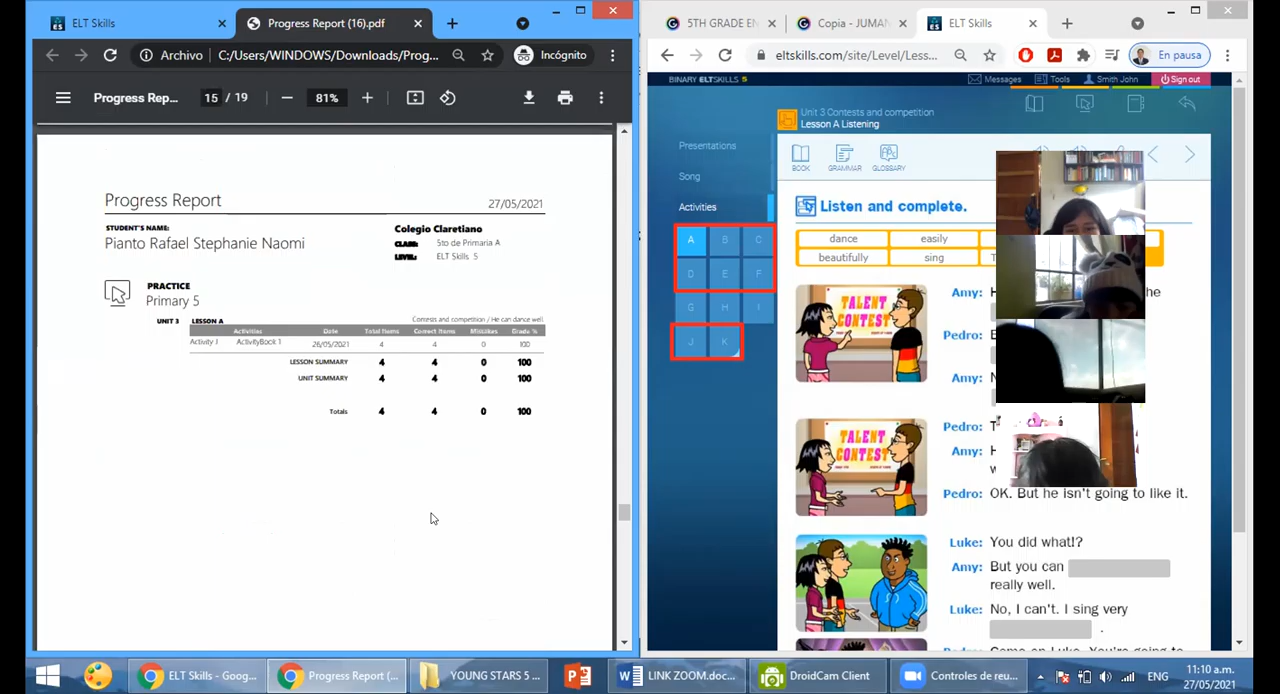 ELT Skills
Progress Report (16).pdf
Archivo
C:/Users/WINDOWS/Downloads/Prog...
Incógnito
Progress Rep...
15 / 19
81%
Progress Report
27/05/2021
STUDENT'S NAME:
Pianto Rafael Stephanie Naomi
Colegio Claretiano
CLASS: 5to de Primaria A
LEVEL: ELT Skills 5
PRACTICE
Primary 5
UNIT 3 LESSON A Contests and competition / He can dance well
Activities Date Total Items Correct Items Mistakes Grade %
Activity J ActivityBook 1 26/05/2021 4 4 0 100
LESSON SUMMARY 4 4 0 100
UNIT SUMMARY 4 4 0 100
Totals 4 4 0 100
5TH GRADE EN
Copia - JUMAN
ELT Skills
eltskills.com/site/Level/Less...
En pausa
BINARY ELTSKILLS 5
Messages
Tools
Smith John
Sign out
Unit 3 Contests and competition
Lesson A Listening
Presentations
Song
Activities
A B C
D E F
G H I
J K
BOOK
GRAMMAR
GLOSSARY
Listen and complete.
dance easily
beautifully sing
TALENT
CONTEST
Amy:
Pedro:
Amy:
TALENT
CONTEST
Pedro:
Amy:
Pedro: OK. But he isn't going to like it.
Luke: You did what!?
Amy: But you can
really well.
Luke: No, I can't. I sing very
.
ELT Skills - Goog...
Progress Report (...
YOUNG STARS 5 ...
LINK ZOOM.doc...
DroidCam Client
Controles de reu...
ENG
11:10 a.m.
27/05/2021